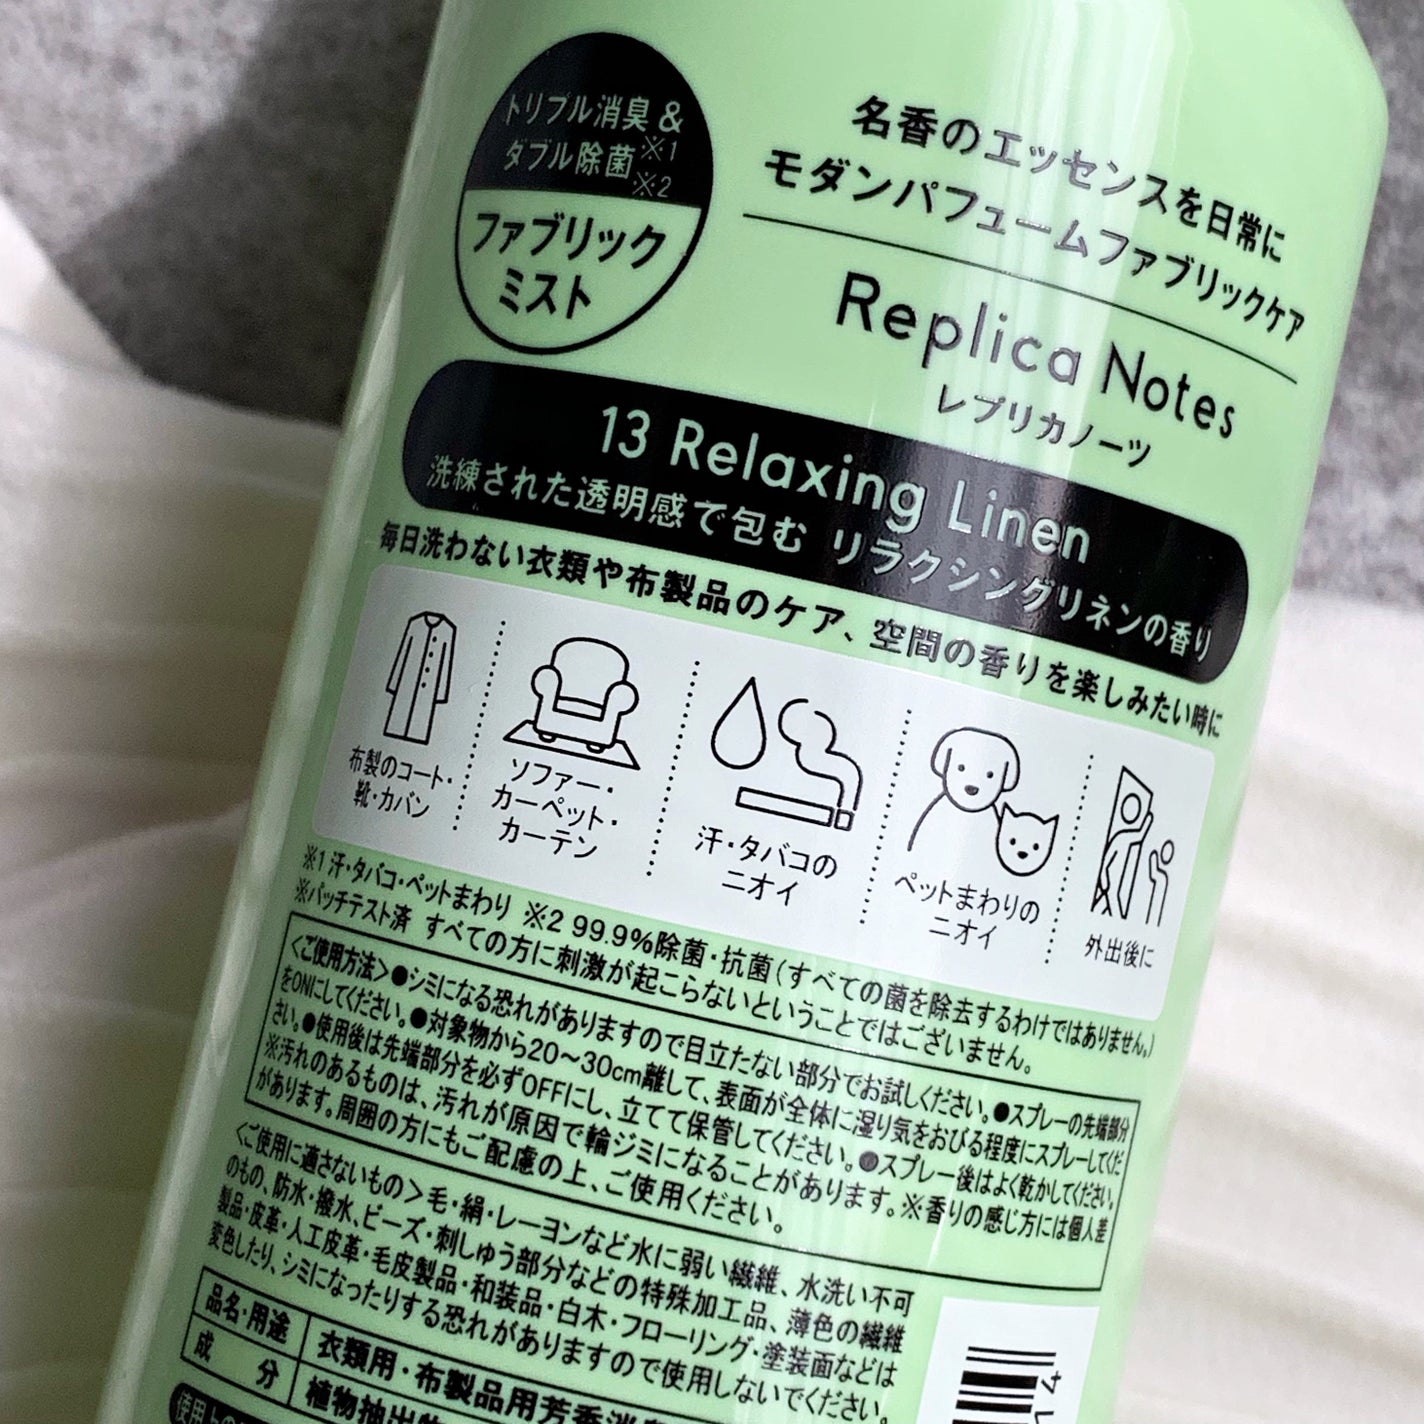 トリプル消臭&※1
ダブル除菌※2
ファブリック
ミスト
名香のエッセンスを日常に
モダンパフュームファブリックケア
Replica Notes
レプリカノーツ
13 Relaxing Linen
洗練された透明感で包む リラクシングリネンの香り
毎日洗わない衣類や布製品のケア、空間の香りを楽しみたい時に
布製のコート・
靴・カバン
ソファー・
カーペット・
カーテン
汗・タバコの
ニオイ
ペットまわりの
ニオイ
外出後に
※1 汗・タバコ・ペットまわり ※2 99.9%除菌・抗菌(すべての菌を除去するわけではありません。)
※パッチテスト済 すべての方に刺激が起こらないということではございません。
<ご使用方法>●シミになる恐れがありますので目立たない部分でお試しください。●スプレーの先端部分
をONにしてください。●対象物から20〜30cm離して、表面が全体に湿り気をおびる程度にスプレーしてくだ
さい。●使用後は先端部分を必ずOFFにし、立てて保管してください。●スプレー後はよく乾かしてください。
※汚れのあるものは、汚れが原因で輪ジミになることがあります。※香りの感じ方には個人差
があります。周囲の方にもご配慮の上、ご使用ください。
<ご使用に適さないもの>毛・絹・レーヨンなど水に弱い繊維、水洗い不可
のもの、防水・撥水、ビーズ・刺しゅう部分などの特殊加工品、薄色の繊維
製品・皮革・人工皮革・毛皮製品・和装品・白木・フローリング・塗装面などは
変色したり、シミになったりする恐れがありますので使用しないでください。
品名・用途 衣類用・布製品用芳香消臭
成分 植物抽出物
使用上の